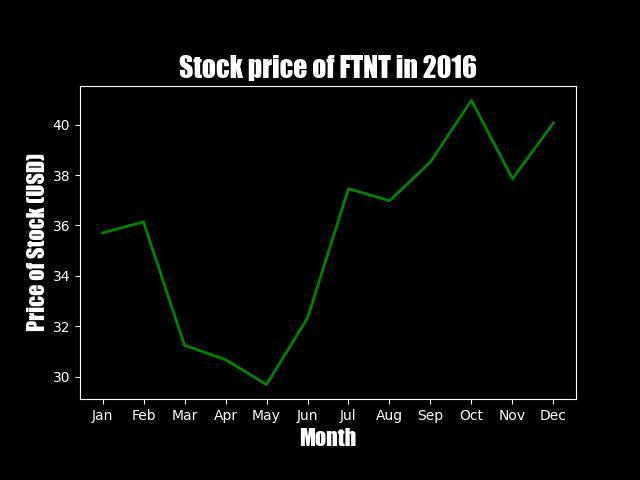 Stock price of FTNT in 2016
Price of Stock (USD)
40
38
36
34
32
30
Jan Feb Mar Apr May Jun Jul Aug Sep Oct Nov Dec
Month